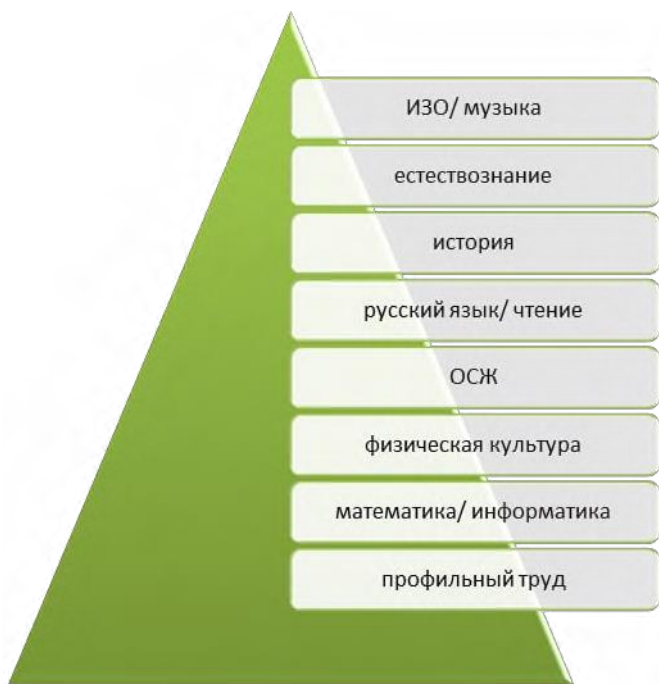 ИЗО/ музыка
естествознание
история
русский язык/ чтение
ОСЖ
физическая культура
математика/ информатика
профильный труд